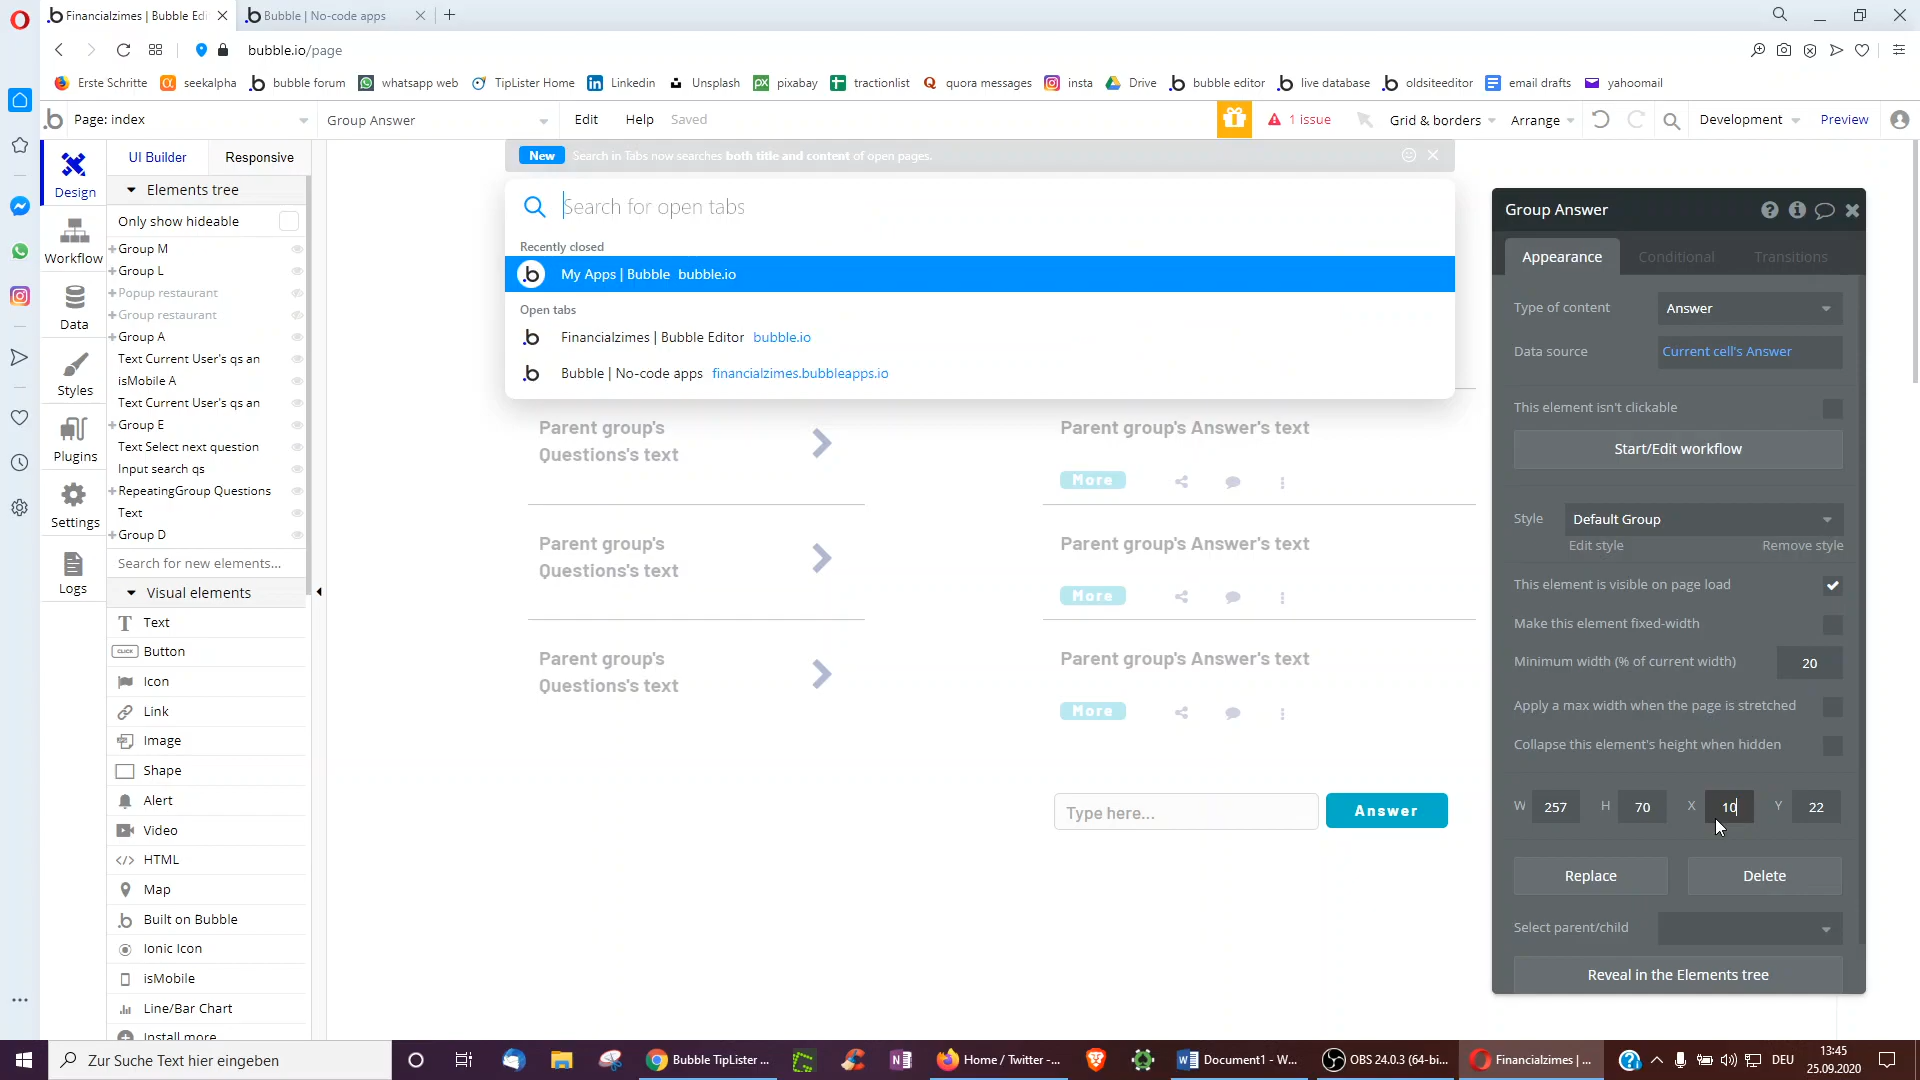 Financialzimes | Bubble Edi
Bubble | No-code apps
bubble.io/page
Erste Schritte
seekalpha
bubble forum
whatsapp web
TipLister Home
Linkedin
Unsplash
pixabay
tractionlist
quora messages
insta
Drive
bubble editor
live database
oldsiteeditor
email drafts
yahoomail
Page: index
Group Answer
Edit
Help
Saved
1 issue
Grid & borders
Arrange
Development
Preview
Design
Workflow
Data
Styles
Plugins
Settings
Logs
UI Builder
Responsive
Elements tree
Only show hideable
Group M
Group L
Popup restaurant
Group restaurant
Group A
Text Current User's qs an
isMobile A
Text Current User's qs an
Group E
Text Select next question
Input search qs
RepeatingGroup Questions
Text
Group D
Search for new elements...
Visual elements
Text
Button
Icon
Link
Image
Shape
Alert
Video
HTML
Map
Built on Bubble
Ionic Icon
isMobile
Line/Bar Chart
Install more
New
Search in Tabs now searches both title and content of open pages.
Search for open tabs
Recently closed
My Apps | Bubble bubble.io
Open tabs
Financialzimes | Bubble Editor bubble.io
Bubble | No-code apps financialzimes.bubbleapps.io
Parent group's
Questions's text
Parent group's Answer's text
More
Parent group's
Questions's text
Parent group's Answer's text
More
Parent group's
Questions's text
Parent group's Answer's text
More
Type here...
Answer
Group Answer
Appearance
Conditional
Transitions
Type of content
Answer
Data source
Current cell's Answer
This element isn't clickable
Start/Edit workflow
Style
Default Group
Edit style
Remove style
This element is visible on page load
Make this element fixed-width
Minimum width (% of current width)
20
Apply a max width when the page is stretched
Collapse this element's height when hidden
W 257 H 70 X 10 Y 22
Replace
Delete
Select parent/child
Reveal in the Elements tree
Zur Suche Text hier eingeben
Bubble TipLister ...
Home / Twitter -...
Document1 - W...
OBS 24.0.3 (64-bi...
Financialzimes | ...
DEU
13:45
25.09.2020